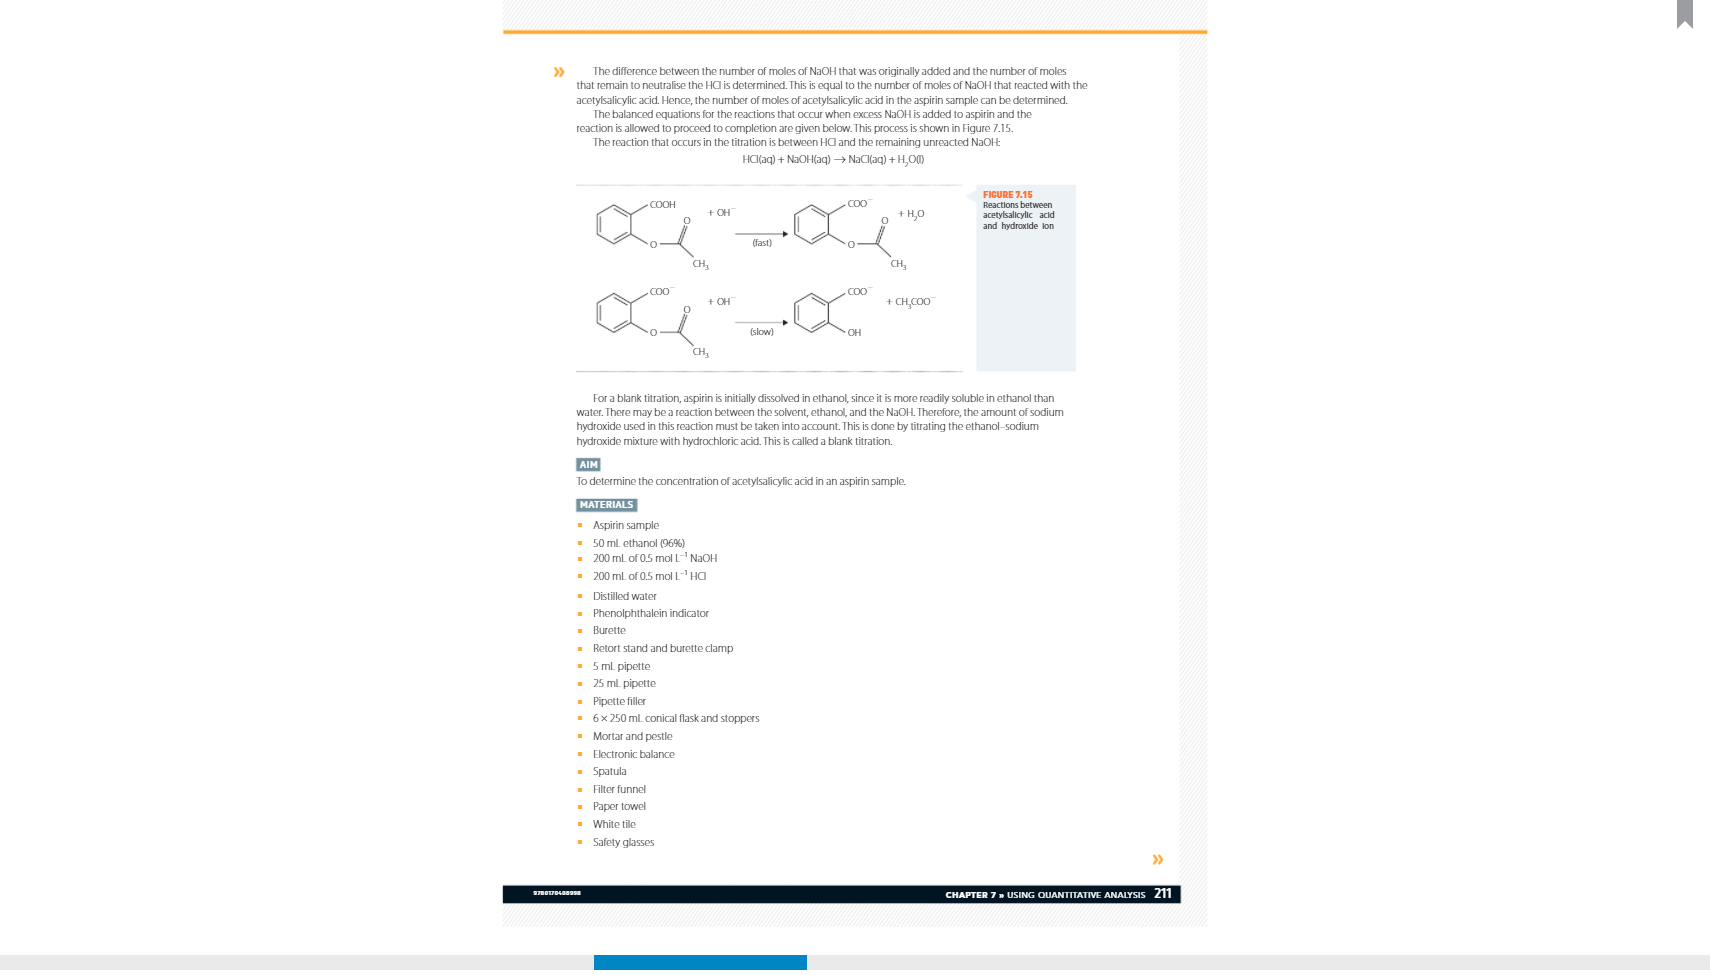 » The difference between the number of moles of NaOH that was originally added and the number of moles
that remain to neutralise the HCl is determined. This is equal to the number of moles of NaOH that reacted with the
acetylsalicylic acid. Hence, the number of moles of acetylsalicylic acid in the aspirin sample can be determined.
The balanced equations for the reactions that occur when excess NaOH is added to aspirin and the
reaction is allowed to proceed to completion are given below. This process is shown in Figure 7.15.
The reaction that occurs in the titration is between HCl and the remaining unreacted NaOH:
HCl(aq) + NaOH(aq) → NaCl(aq) + H₂O(l)
COOH
O
O
CH₃
+ OH⁻
(fast)
COO⁻
O
O
CH₃
+ H₂O
COO⁻
O
O
CH₃
+ OH⁻
(slow)
COO⁻
OH
+ CH₃COO⁻
FIGURE 7.15
Reactions between
acetylsalicylic acid
and hydroxide ion
For a blank titration, aspirin is initially dissolved in ethanol, since it is more readily soluble in ethanol than
water. There may be a reaction between the solvent, ethanol, and the NaOH. Therefore, the amount of sodium
hydroxide used in this reaction must be taken into account. This is done by titrating the ethanol–sodium
hydroxide mixture with hydrochloric acid. This is called a blank titration.
AIM
To determine the concentration of acetylsalicylic acid in an aspirin sample.
MATERIALS
Aspirin sample
50 mL ethanol (96%)
200 mL of 0.5 mol L⁻¹ NaOH
200 mL of 0.5 mol L⁻¹ HCl
Distilled water
Phenolphthalein indicator
Burette
Retort stand and burette clamp
5 mL pipette
25 mL pipette
Pipette filler
6 × 250 mL conical flask and stoppers
Mortar and pestle
Electronic balance
Spatula
Filter funnel
Paper towel
White tile
Safety glasses
»
9780170408998
CHAPTER 7 » USING QUANTITATIVE ANALYSIS 211